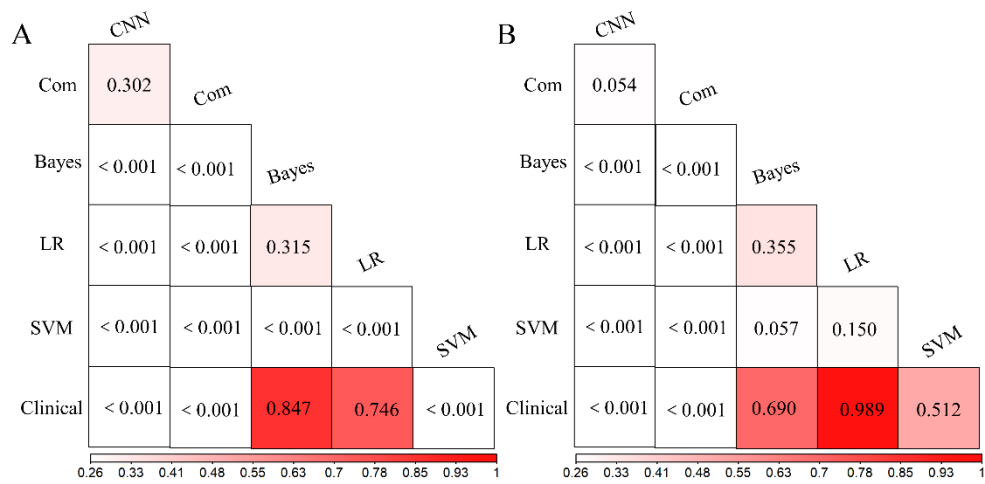 A
CNN
Com 0.302 Com
Bayes < 0.001 < 0.001 Bayes
LR < 0.001 < 0.001 0.315 LR
SVM < 0.001 < 0.001 < 0.001 < 0.001 SVM
Clinical < 0.001 < 0.001 0.847 0.746 < 0.001
0.26 0.33 0.41 0.48 0.55 0.63 0.7 0.78 0.85 0.93 1
B
CNN
Com 0.054 Com
Bayes < 0.001 < 0.001 Bayes
LR < 0.001 < 0.001 0.355 LR
SVM < 0.001 < 0.001 0.057 0.150 SVM
Clinical < 0.001 < 0.001 0.690 0.989 0.512
0.26 0.33 0.41 0.48 0.55 0.63 0.7 0.78 0.85 0.93 1